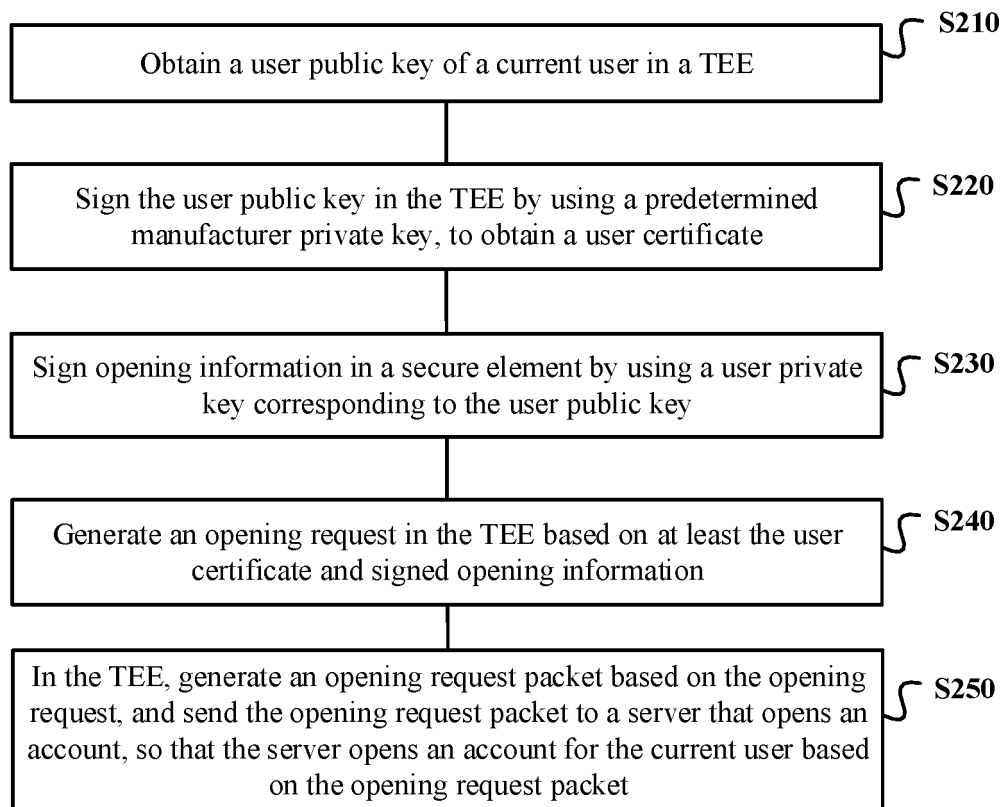 S210
Obtain a user public key of a current user in a TEE
S220
Sign the user public key in the TEE by using a predetermined
manufacturer private key, to obtain a user certificate
S230
Sign opening information in a secure element by using a user private
key corresponding to the user public key
S240
Generate an opening request in the TEE based on at least the user
certificate and signed opening information
S250
In the TEE, generate an opening request packet based on the opening
request, and send the opening request packet to a server that opens an
account, so that the server opens an account for the current user based
on the opening request packet